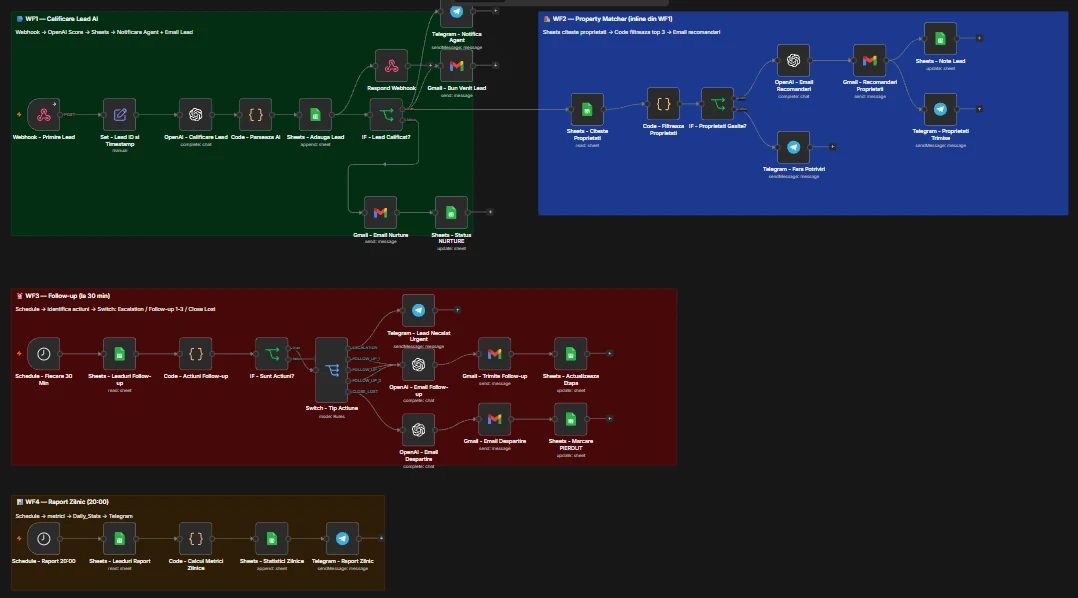 WF1 — Calificare Lead AI
Webhook → OpenAI Score → Sheets → Notificare Agent + Email Lead
Webhook - Primire Lead
POST
Set - Lead ID si
Timestamp
manual
OpenAI - Calificare Lead
complete: chat
Code - Parseaza AI
Sheets - Adauga Lead
append: sheet
Respond Webhook
IF - Lead Calificat?
Telegram - Notifica
Agent
sendMessage: message
Gmail - Bun Venit Lead
send: message
Gmail - Email Nurture
send: message
Sheets - Status
NURTURE
update: sheet
WF2 — Property Matcher (inline din WF1)
Sheets citeste proprietati → Code filtreaza top 3 → Email recomandari
Sheets - Citeste
Proprietati
read: sheet
Code - Filtreaza
Proprietati
IF - Proprietati Gasite?
OpenAI - Email
Recomandari
complete: chat
Gmail - Recomandari
Proprietati
send: message
Sheets - Note Lead
update: sheet
Telegram - Proprietati
Trimise
sendMessage: message
Telegram - Fara Potriviri
sendMessage: message
WF3 — Follow-up (la 30 min)
Schedule → Identifica actiuni → Switch: Escalation / Follow-up 1-3 / Close Lost
Schedule - Fiecare 30
Min
Sheets - Leaduri Follow-
up
read: sheet
Code - Actiuni Follow-up
IF - Sunt Actiuni?
Switch - Tip Actiune
mode: Rules
ESCALATION
FOLLOW_UP_1
FOLLOW_UP_2
FOLLOW_UP_3
CLOSE_LOST
Telegram - Lead Necalat
Urgent
sendMessage: message
OpenAI - Email Follow-
up
complete: chat
Gmail - Trimite Follow-up
send: message
Sheets - Actualizeaza
Etapa
update: sheet
OpenAI - Email
Despartire
complete: chat
Gmail - Email Despartire
send: message
Sheets - Marcare
PIERDUT
update: sheet
WF4 — Raport Zilnic (20:00)
Schedule → metrici → Daily_Stats → Telegram
Schedule - Raport 20:00
Sheets - Leaduri Raport
read: sheet
Code - Calcul Metrici
Zilnice
Sheets - Statistici Zilnice
append: sheet
Telegram - Raport Zilnic
sendMessage: message